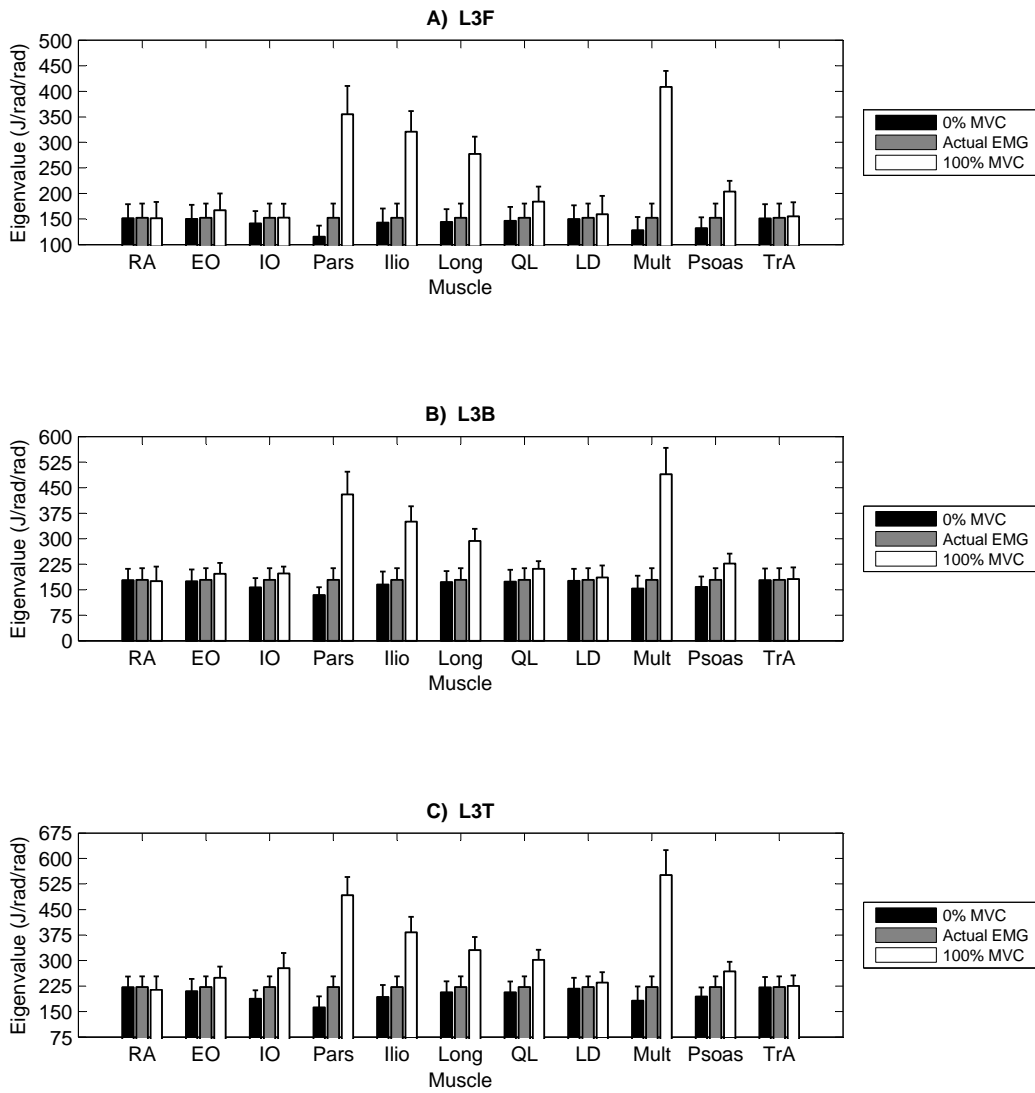 A) L3F
500
450
400
350
300
250
200
150
100
Eigenvalue (J/rad/rad)
RA EO IO Pars Ilio Long QL LD Mult Psoas TrA
Muscle
0% MVC
Actual EMG
100% MVC
B) L3B
600
525
450
375
300
225
150
75
0
Eigenvalue (J/rad/rad)
RA EO IO Pars Ilio Long QL LD Mult Psoas TrA
Muscle
0% MVC
Actual EMG
100% MVC
C) L3T
675
600
525
450
375
300
225
150
75
Eigenvalue (J/rad/rad)
RA EO IO Pars Ilio Long QL LD Mult Psoas TrA
Muscle
0% MVC
Actual EMG
100% MVC